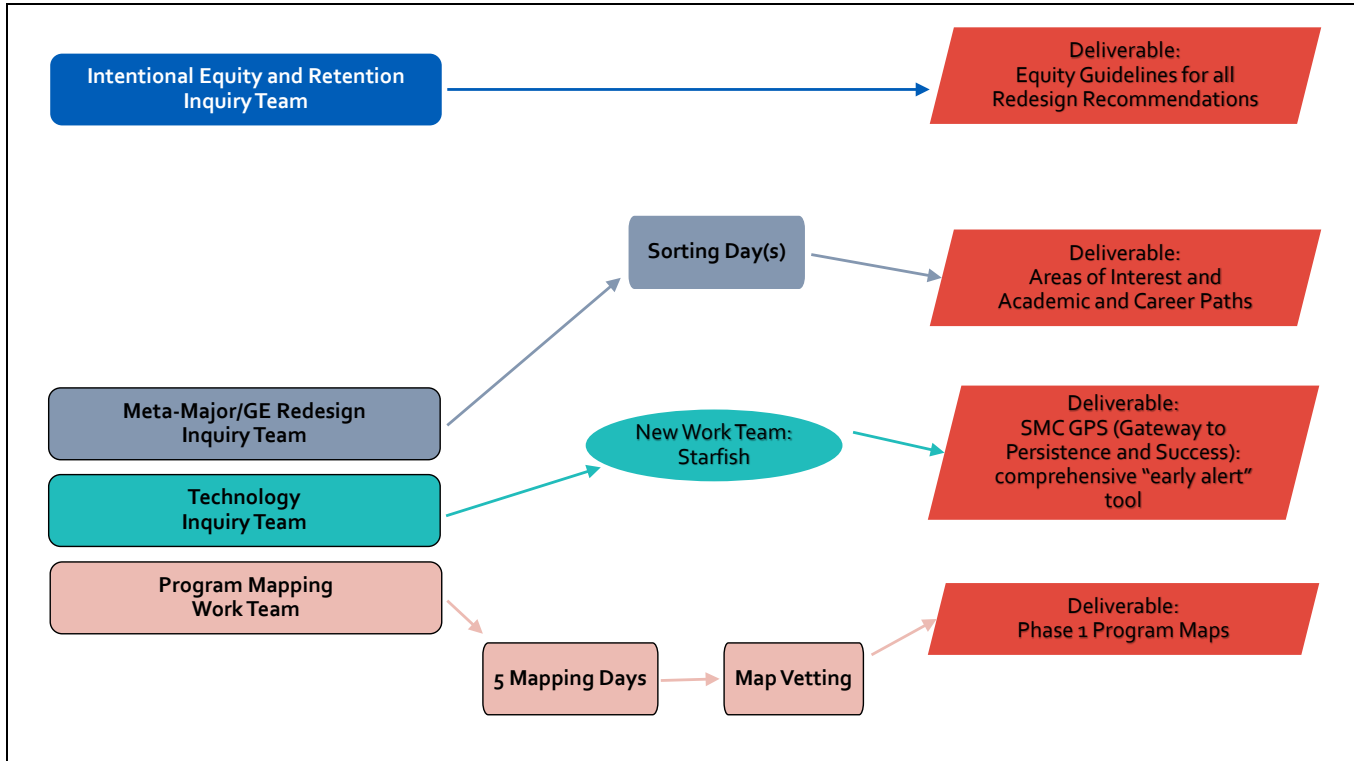 Intentional Equity and Retention
Inquiry Team
Deliverable:
Equity Guidelines for all
Redesign Recommendations
Sorting Day(s)
Deliverable:
Areas of Interest and
Academic and Career Paths
Meta-Major/GE Redesign
Inquiry Team
New Work Team:
Starfish
Deliverable:
SMC GPS (Gateway to
Persistence and Success):
comprehensive “early alert”
tool
Technology
Inquiry Team
Program Mapping
Work Team
5 Mapping Days
Map Vetting
Deliverable:
Phase 1 Program Maps